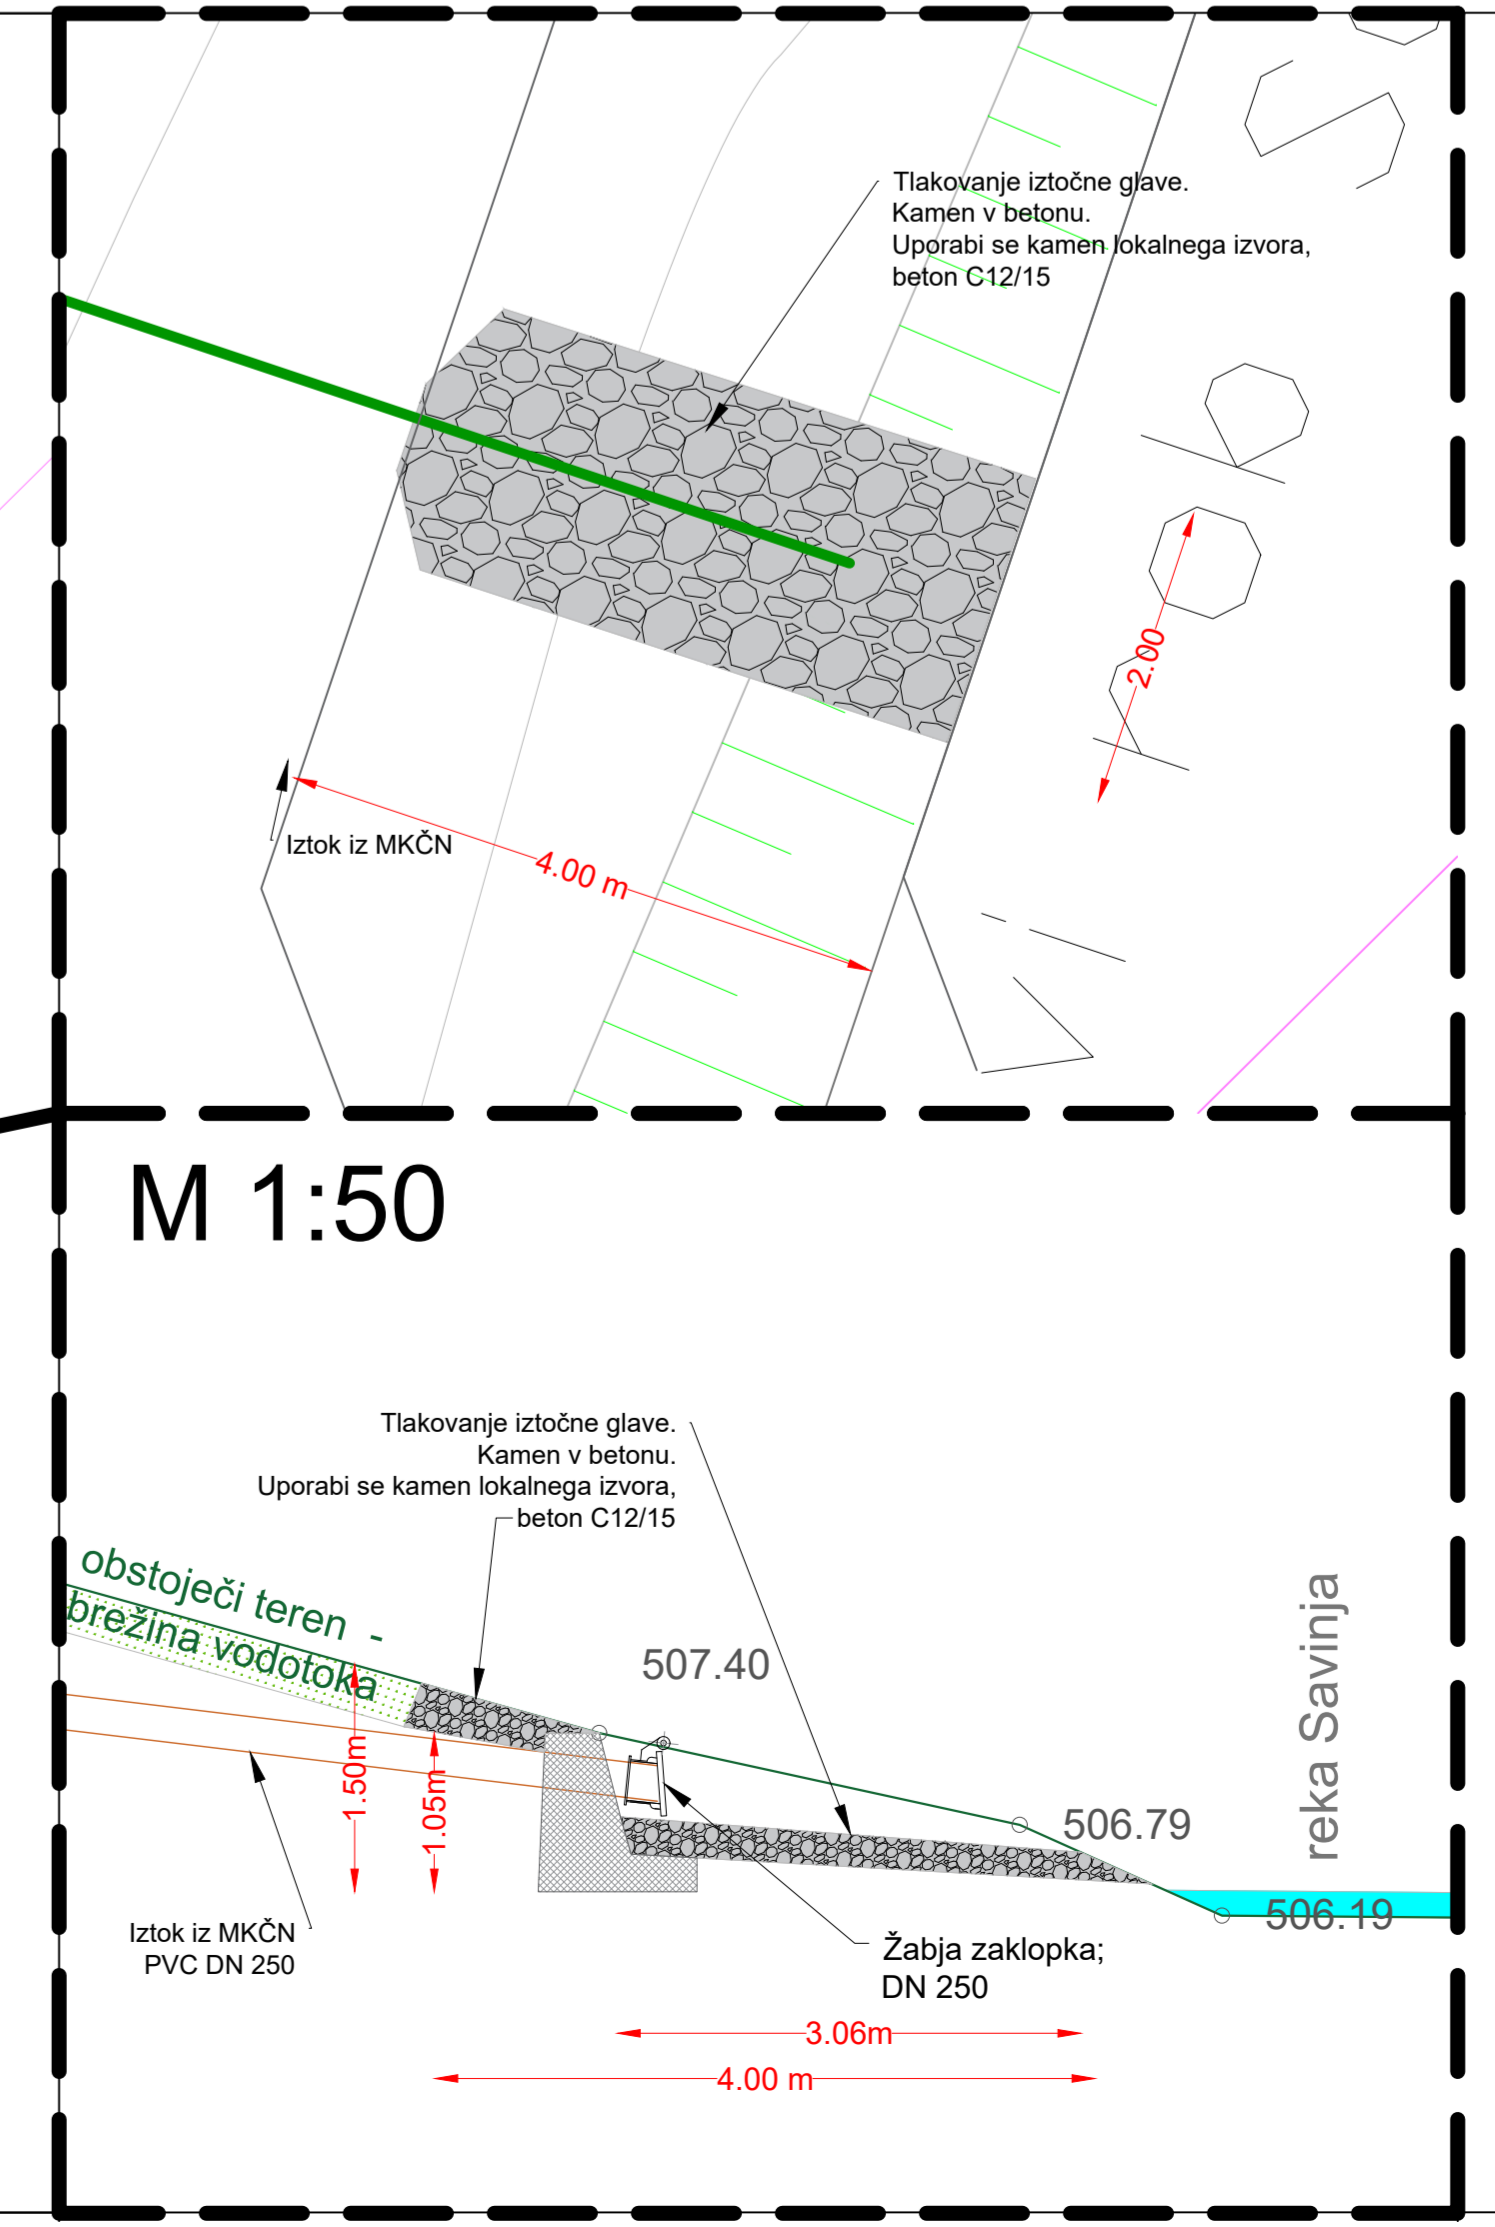 Tlakovanje iztočne glave.
Kamen v betonu.
Uporabi se kamen lokalnega izvora,
beton C12/15
2.00
Iztok iz MKČN
4.00 m
M 1:50
Tlakovanje iztočne glave.
Kamen v betonu.
Uporabi se kamen lokalnega izvora,
beton C12/15
obstoječi teren -
brežina vodotoka
507.40
reka Savinja
1.50m
1.05m
506.79
506.19
Iztok iz MKČN
PVC DN 250
Žabja zaklopka;
DN 250
3.06m
4.00 m